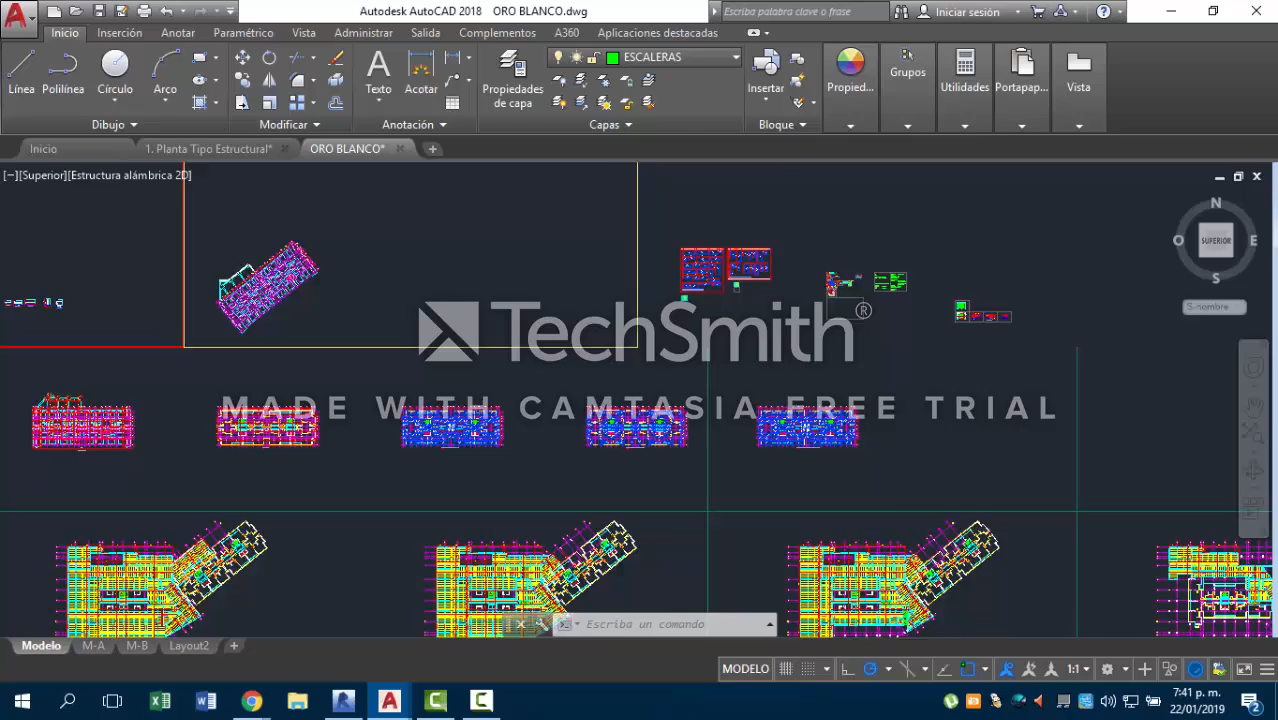 Autodesk AutoCAD 2018 ORO BLANCO.dwg
Escriba palabra clave o frase
Iniciar sesión
Inicio Inserción Anotar Paramétrico Vista Administrar Salida Complementos A360 Aplicaciones destacadas
ESCALERAS
Línea Polilínea Círculo Arco
Texto Acotar
Propiedades de capa
Insertar
Propied... Grupos Utilidades Portapap... Vista
Dibujo Modificar Anotación Capas Bloque
Inicio 1. Planta Tipo Estructural* ORO BLANCO*
[−][Superior][Estructura alámbrica 2D]
N
O SUPERIOR E
S
S-nombre
TechSmith®
MADE WITH CAMTASIA FREE TRIAL
Escriba un comando
Modelo M-A M-B Layout2
MODELO 1:1
7:41 p. m.
22/01/2019
2